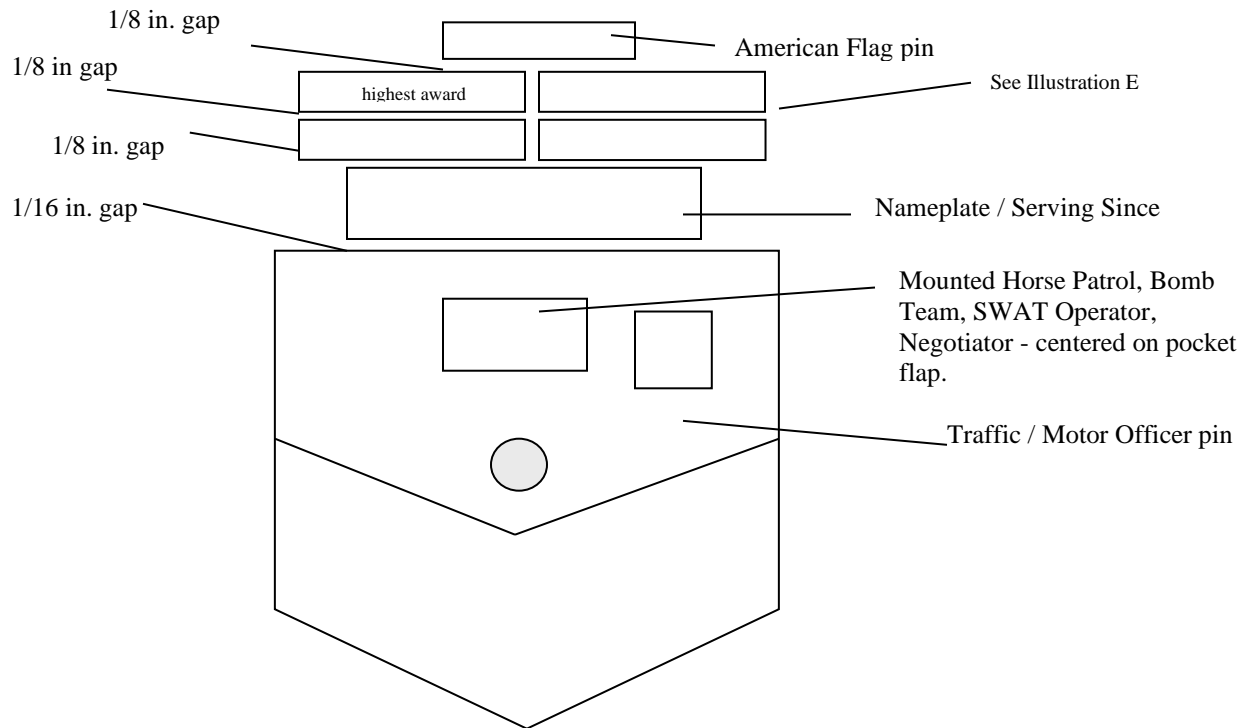 1/8 in. gap
American Flag pin
1/8 in gap
highest award
See Illustration E
1/8 in. gap
1/16 in. gap
Nameplate / Serving Since
Mounted Horse Patrol, Bomb
Team, SWAT Operator,
Negotiator - centered on pocket
flap.
Traffic / Motor Officer pin